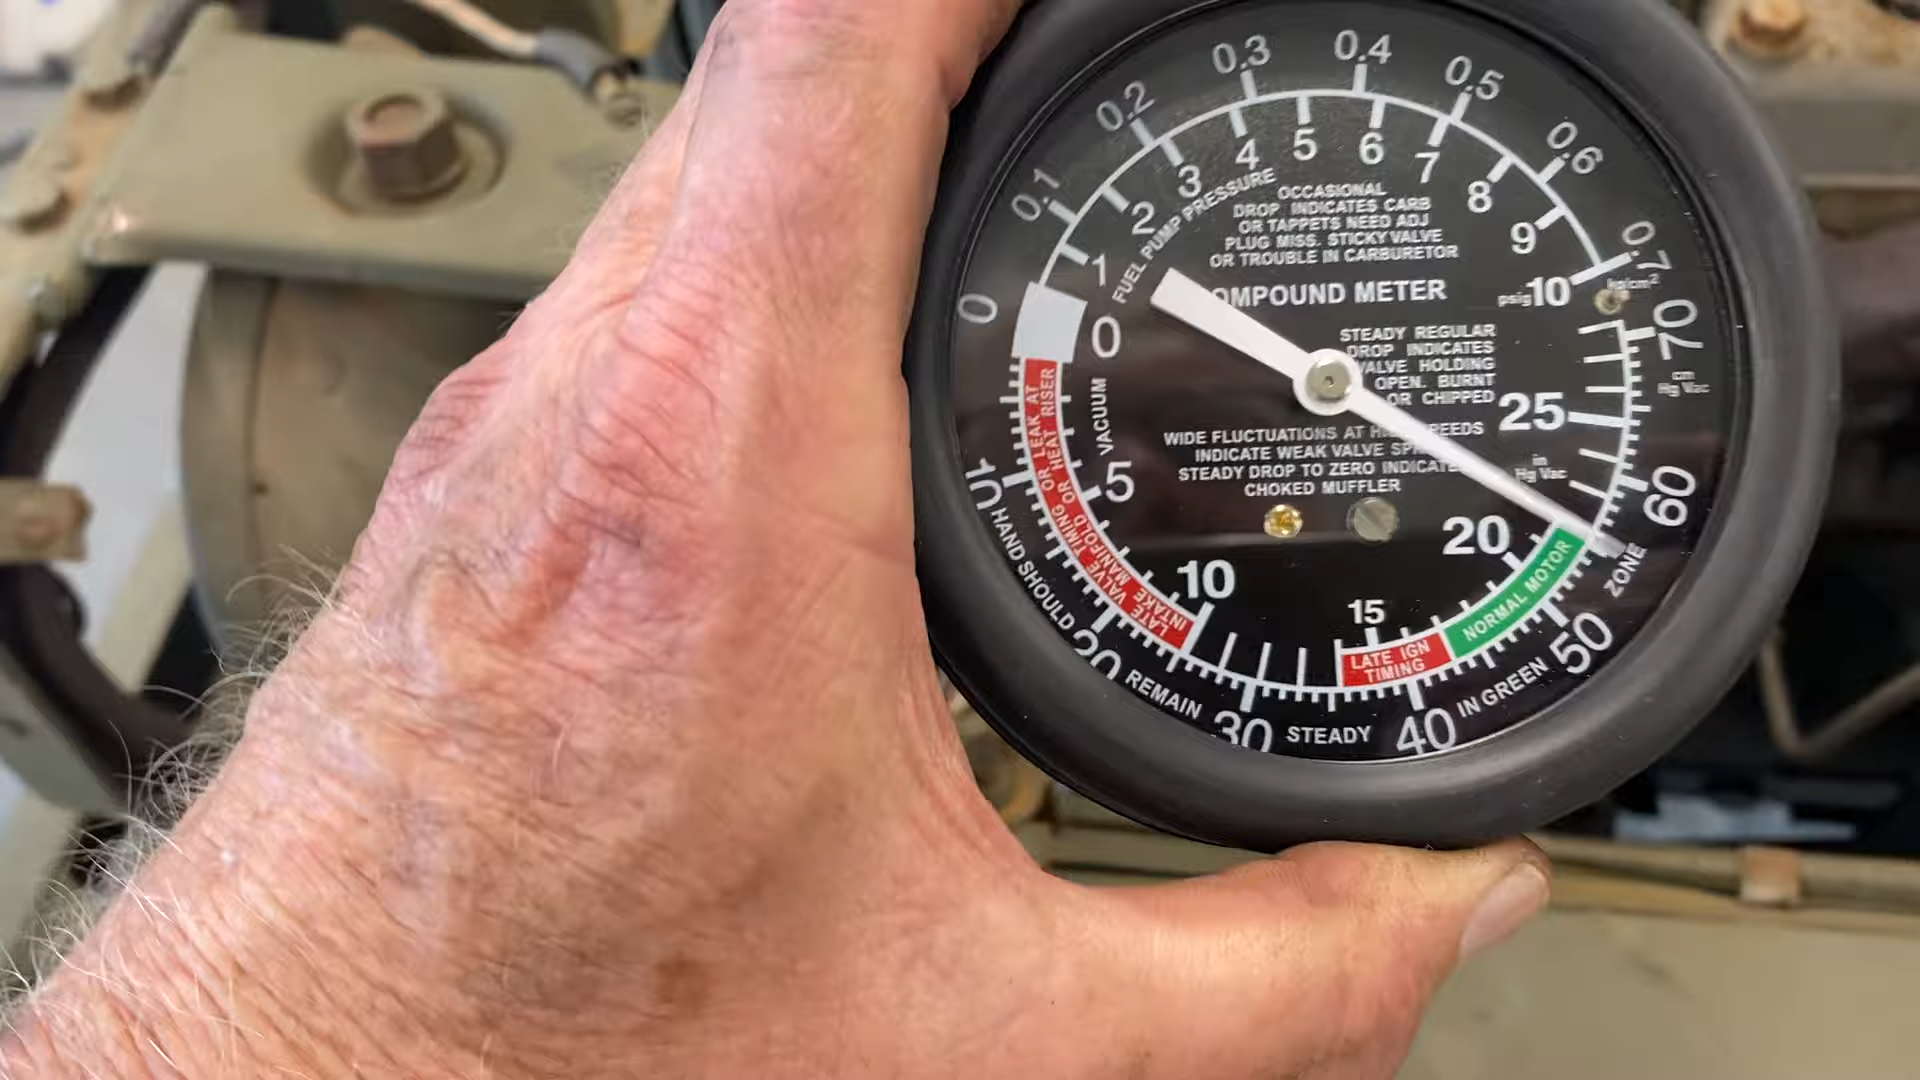 0 0.1 0.2 0.3 0.4 0.5 0.6 0.7
kp/cm²
1 2 3 4 5 6 7 8 9 10
psig
FUEL PUMP PRESSURE
OCCASIONAL
DROP INDICATES CARB
OR TAPPETS NEED ADJ
PLUG MISS. STICKY VALVE
OR TROUBLE IN CARBURETOR
OMPOUND METER
STEADY REGULAR
DROP INDICATES
VALVE HOLDING
OPEN. BURNT
OR CHIPPED
WIDE FLUCTUATIONS AT SPEEDS
INDICATE WEAK VALVE
STEADY DROP TO ZERO INDICATE
CHOKED MUFFLER
VACUUM
0 5 10 15 20 25
in
Hg Vac
LATE VALVE TIMING OR LEAK AT
INTAKE MANIFOLD OR HEAT RISER
LATE IGN
TIMING
NORMAL MOTOR
10 20 30 40 50 60 70
cm
Hg Vac
HAND SHOULD REMAIN STEADY IN GREEN ZONE